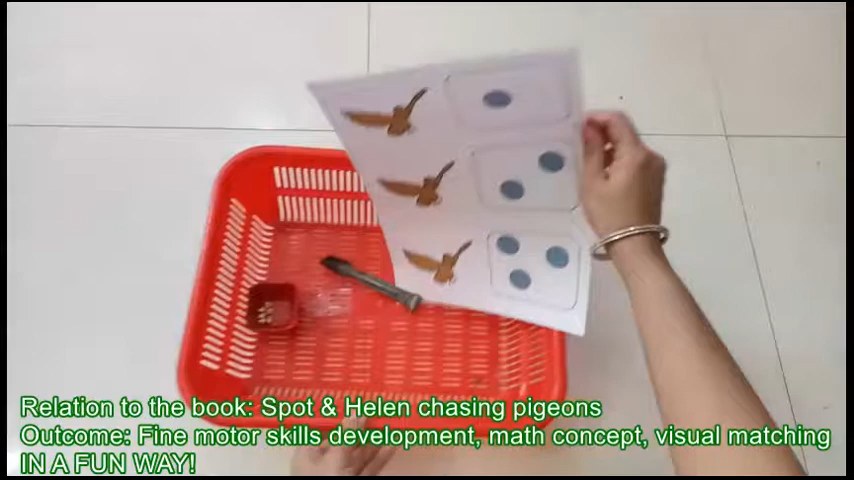 Relation to the book: Spot & Helen chasing pigeons
Outcome: Fine motor skills development, math concept, visual matching
IN A FUN WAY!